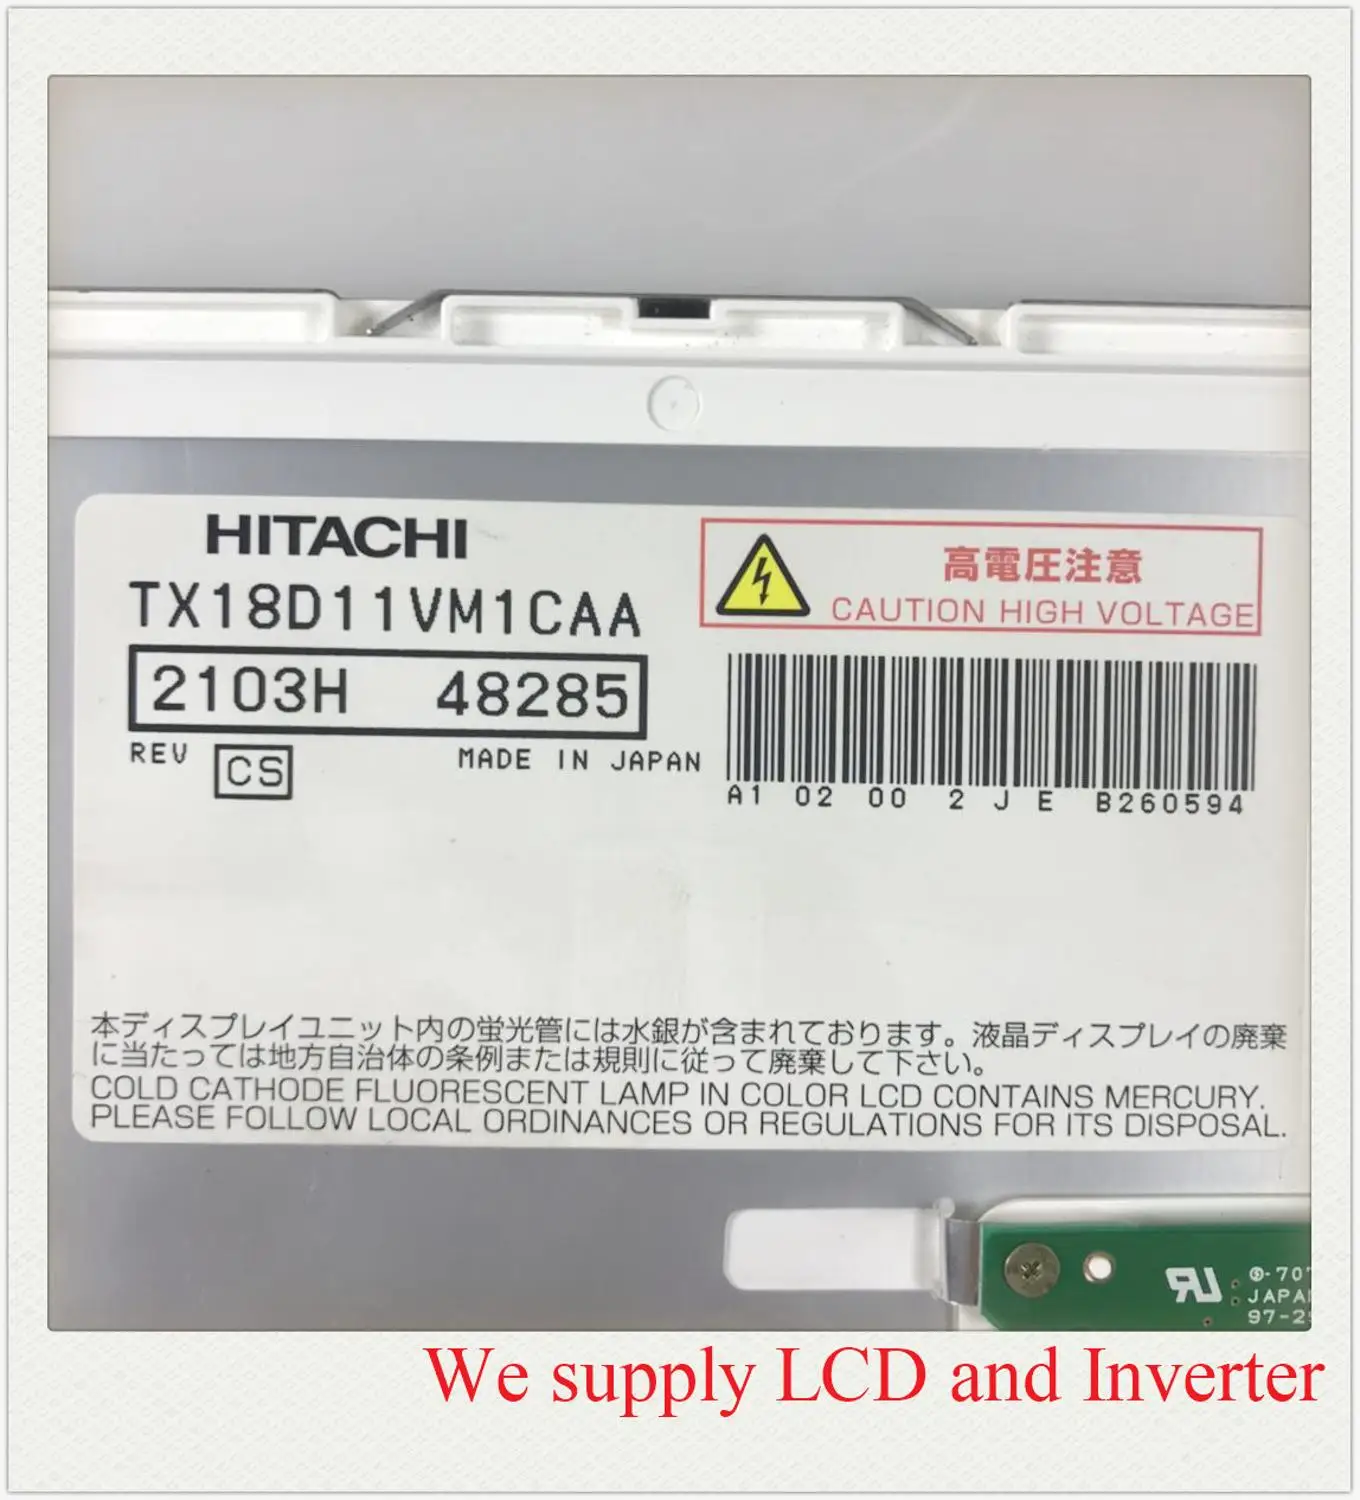 HITACHI
TX18D11VM1CAA
2103H 48285
REV CS MADE IN JAPAN
高電圧注意
CAUTION HIGH VOLTAGE
A1 02 00 2 J E B260594
本ディスプレイユニット内の蛍光管には水銀が含まれております。液晶ディスプレイの廃棄
に当たっては地方自治体の条例または規則に従って廃棄して下さい。
COLD CATHODE FLUORESCENT LAMP IN COLOR LCD CONTAINS MERCURY.
PLEASE FOLLOW LOCAL ORDINANCES OR REGULATIONS FOR ITS DISPOSAL.
We supply LCD and Inverter